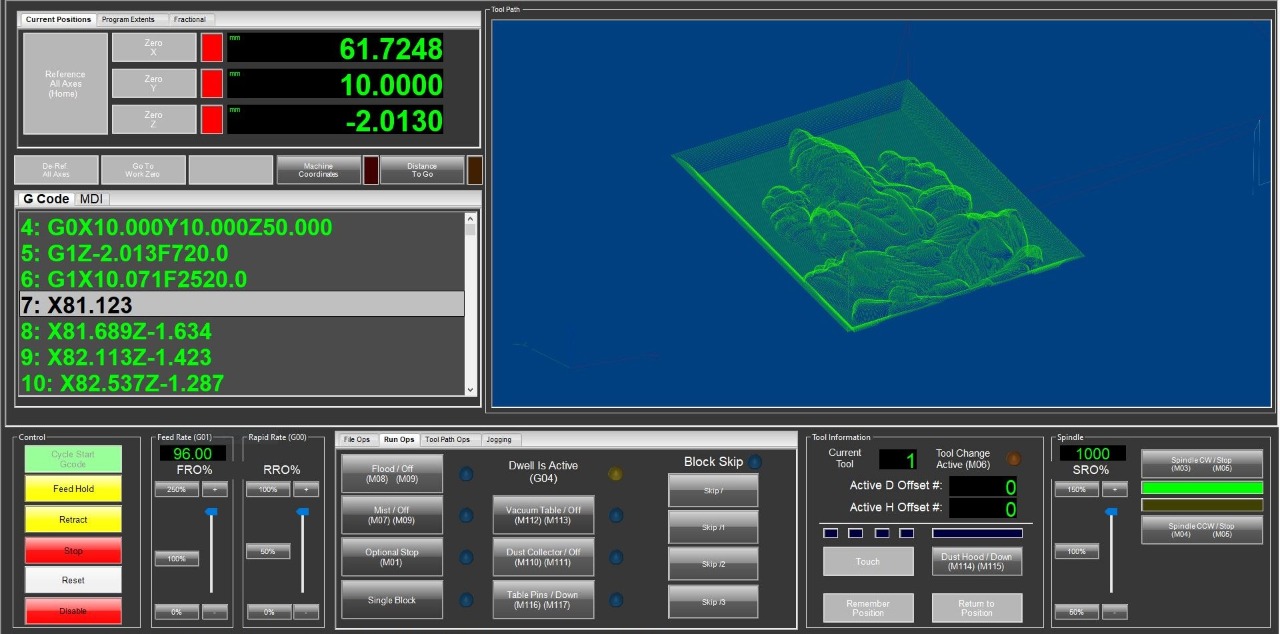 Current Positions Program Extents Fractional
Reference
All Axes
(Home)
Zero
X
mm
61.7248
Zero
Y
mm
10.0000
Zero
Z
mm
-2.0130
De-Ref.
All Axes
Go To
Work Zero
Machine
Coordinates
Distance
To Go
G Code MDI
4: G0X10.000Y10.000Z50.000
5: G1Z-2.013F720.0
6: G1X10.071F2520.0
7: X81.123
8: X81.689Z-1.634
9: X82.113Z-1.423
10: X82.537Z-1.287
Tool Path
Control
Cycle Start
Gcode
Feed Hold
Retract
Stop
Reset
Disable
Feed Rate (G01)
96.00
FRO%
250% +
100%
0% -
Rapid Rate (G00)
RRO%
100% +
50%
0% -
File Ops Run Ops Tool Path Ops Jogging
Flood / Off
(M08) (M09)
Mist / Off
(M07) (M09)
Optional Stop
(M01)
Single Block
Dwell Is Active
(G04)
Vacuum Table / Off
(M112) (M113)
Dust Collector / Off
(M110) (M111)
Table Pins / Down
(M116) (M117)
Block Skip
Skip /
Skip /1
Skip /2
Skip /3
Tool Information
Current
Tool
1
Tool Change
Active (M06)
Active D Offset #: 0
Active H Offset #: 0
Touch
Dust Hood / Down
(M114) (M115)
Remember
Position
Return to
Position
Spindle
1000
SRO%
150% +
100%
50% -
Spindle CW / Stop
(M03) (M05)
Spindle CCW / Stop
(M04) (M05)